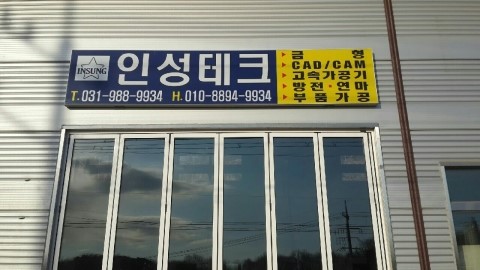 INSUNG
인성테크
T.031-988-9934 H.010-8894-9934
금 형
CAD/CAM
고속가공기
방전·연마
부품가공